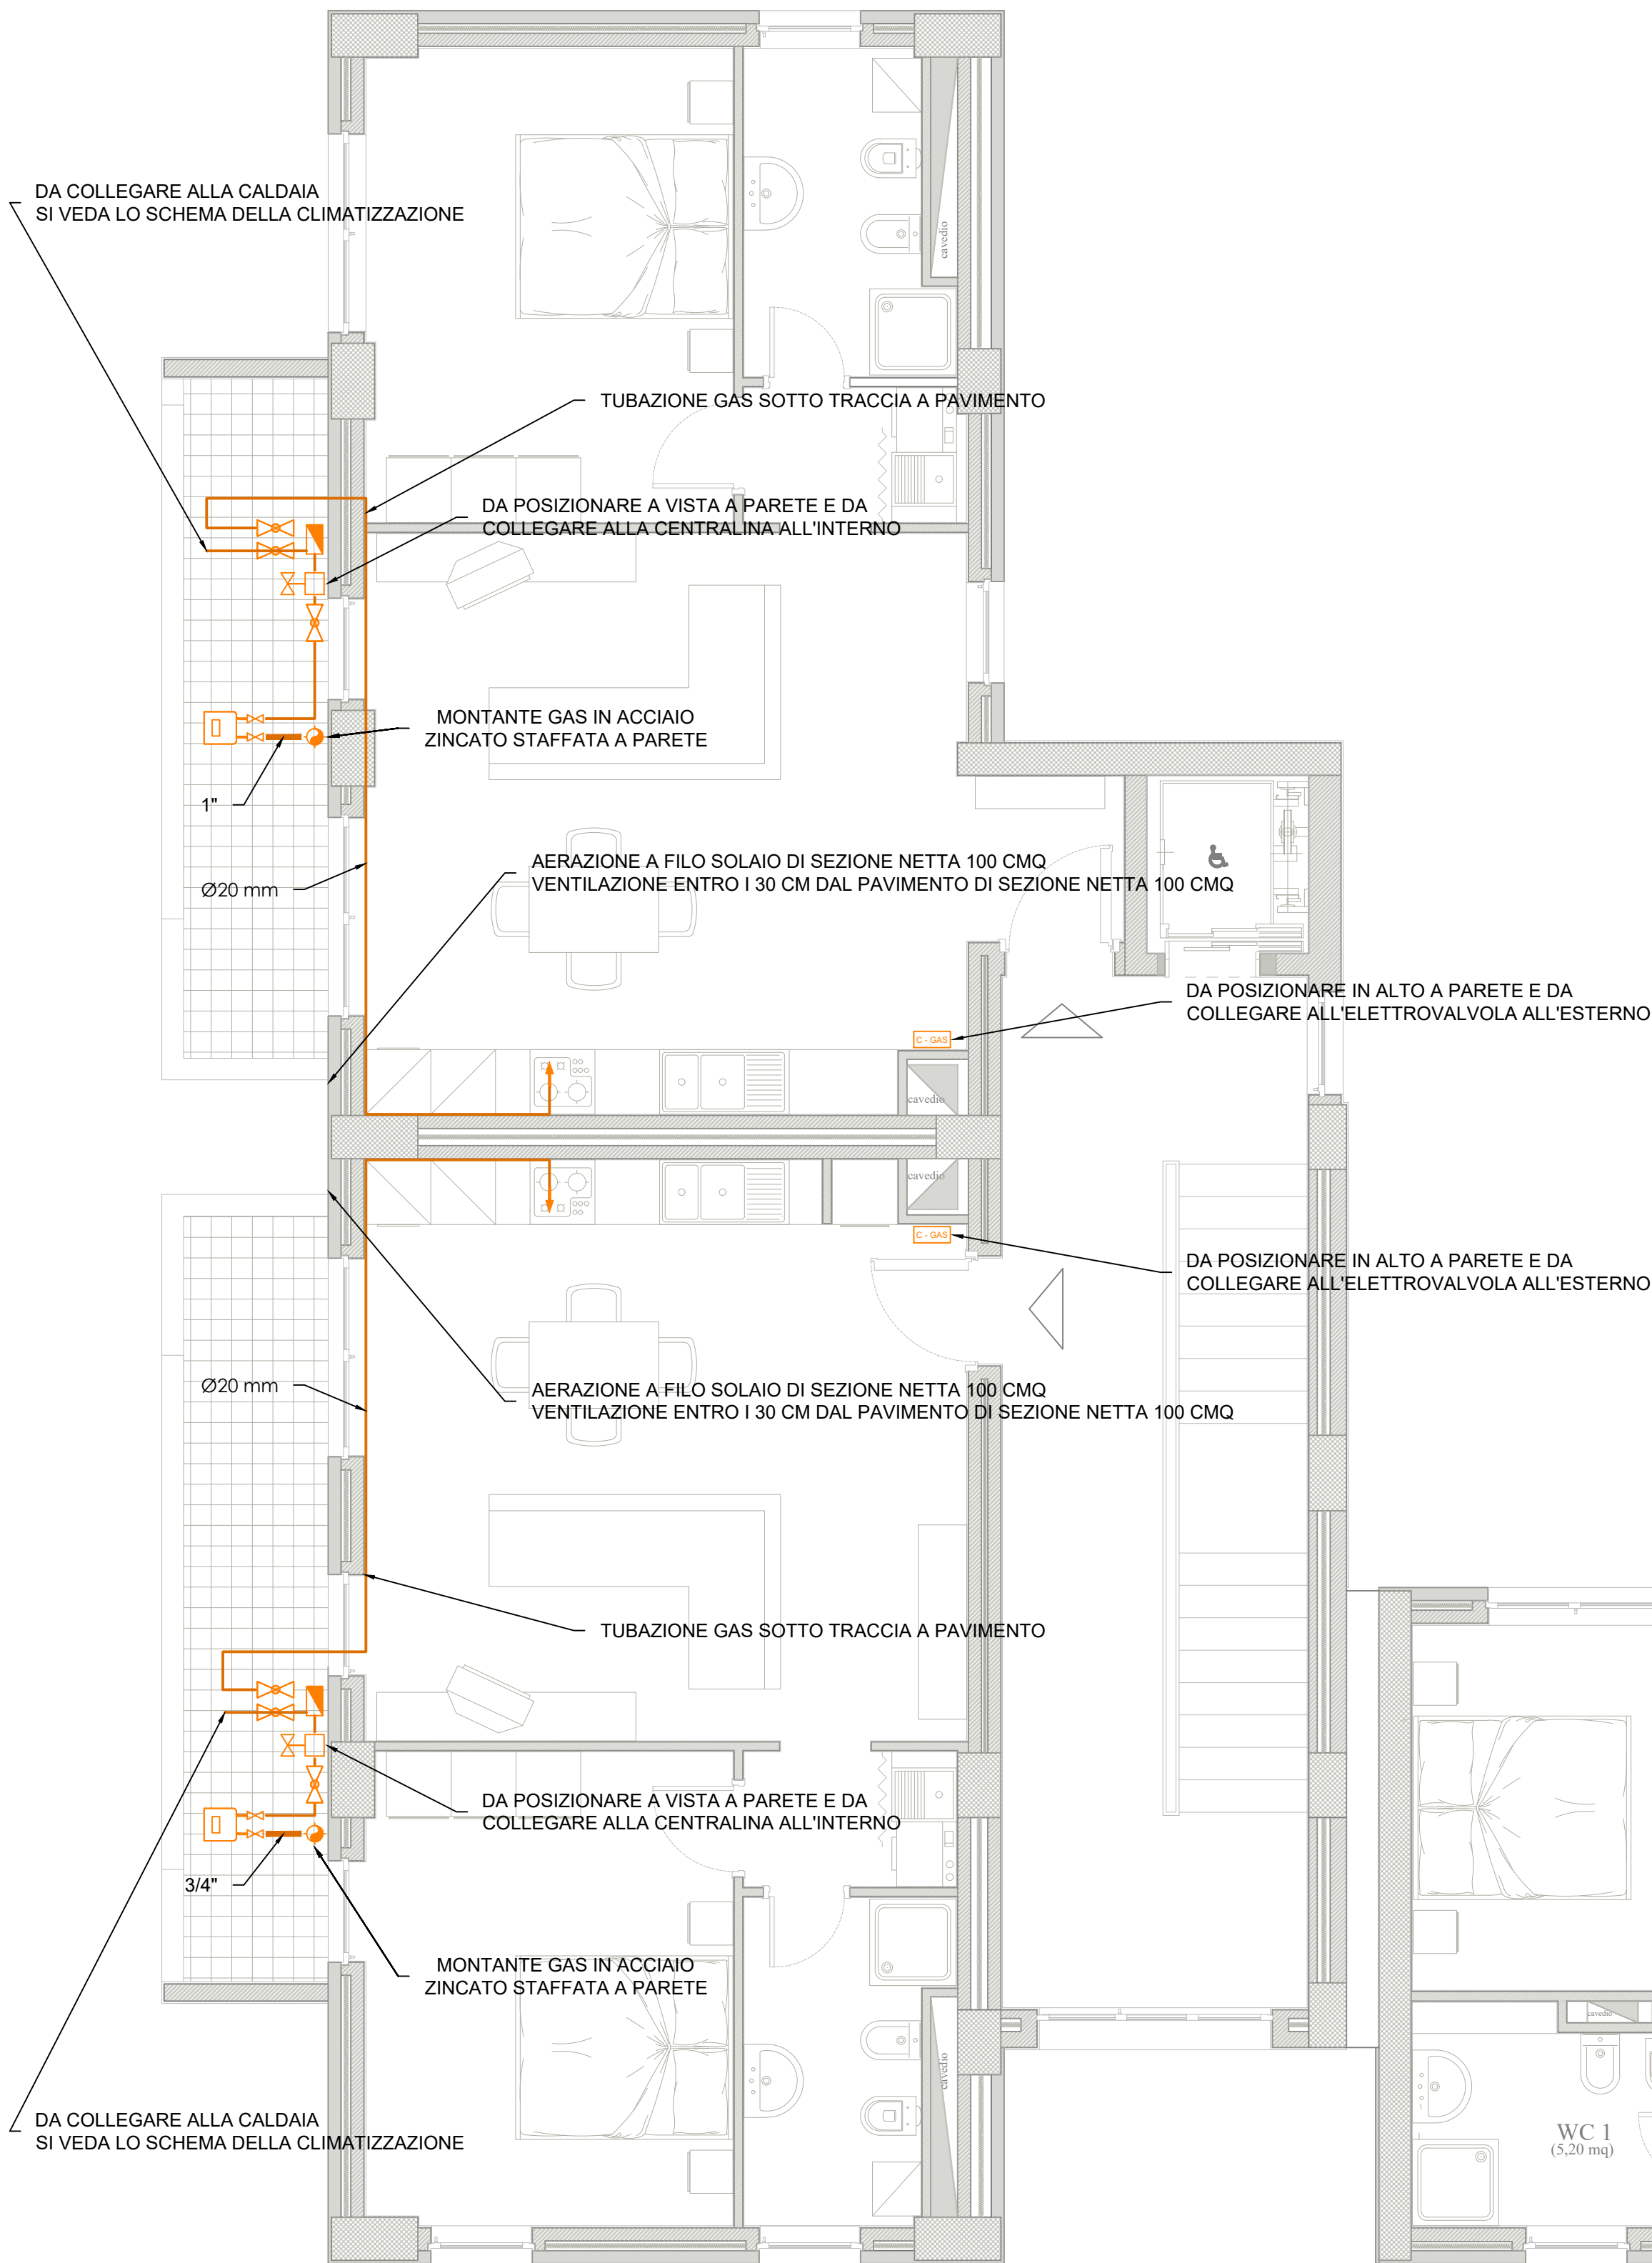 DA COLLEGARE ALLA CALDAIA
SI VEDA LO SCHEMA DELLA CLIMATIZZAZIONE
cavedio
TUBAZIONE GAS SOTTO TRACCIA A PAVIMENTO
DA POSIZIONARE A VISTA A PARETE E DA
COLLEGARE ALLA CENTRALINA ALL'INTERNO
MONTANTE GAS IN ACCIAIO
ZINCATO STAFFATA A PARETE
1"
AERAZIONE A FILO SOLAIO DI SEZIONE NETTA 100 CMQ
VENTILAZIONE ENTRO I 30 CM DAL PAVIMENTO DI SEZIONE NETTA 100 CMQ
Ø20 mm
DA POSIZIONARE IN ALTO A PARETE E DA
COLLEGARE ALL'ELETTROVALVOLA ALL'ESTERNO
C - GAS
cavedio
cavedio
C - GAS
DA POSIZIONARE IN ALTO A PARETE E DA
COLLEGARE ALL'ELETTROVALVOLA ALL'ESTERNO
Ø20 mm
AERAZIONE A FILO SOLAIO DI SEZIONE NETTA 100 CMQ
VENTILAZIONE ENTRO I 30 CM DAL PAVIMENTO DI SEZIONE NETTA 100 CMQ
TUBAZIONE GAS SOTTO TRACCIA A PAVIMENTO
DA POSIZIONARE A VISTA A PARETE E DA
COLLEGARE ALLA CENTRALINA ALL'INTERNO
3/4"
MONTANTE GAS IN ACCIAIO
ZINCATO STAFFATA A PARETE
cavedio
cavedio
DA COLLEGARE ALLA CALDAIA
SI VEDA LO SCHEMA DELLA CLIMATIZZAZIONE
WC 1
(5,20 mq)